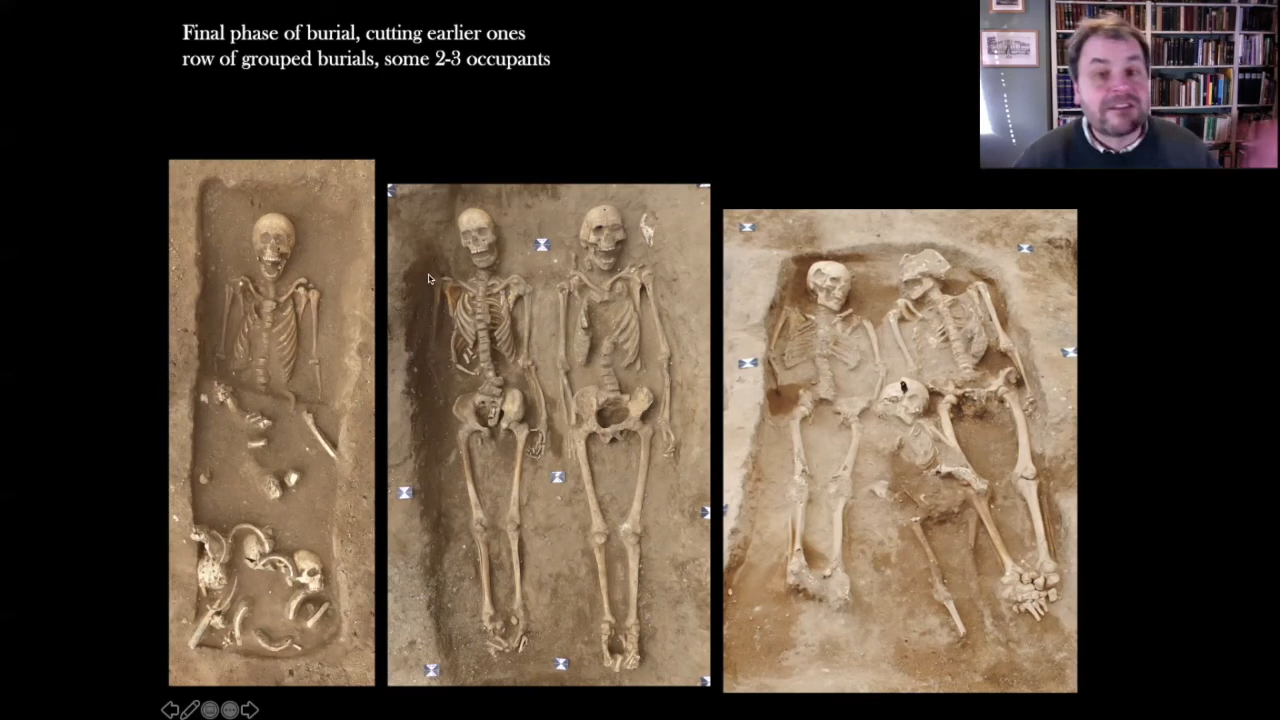 Final phase of burial, cutting earlier ones
row of grouped burials, some 2-3 occupants